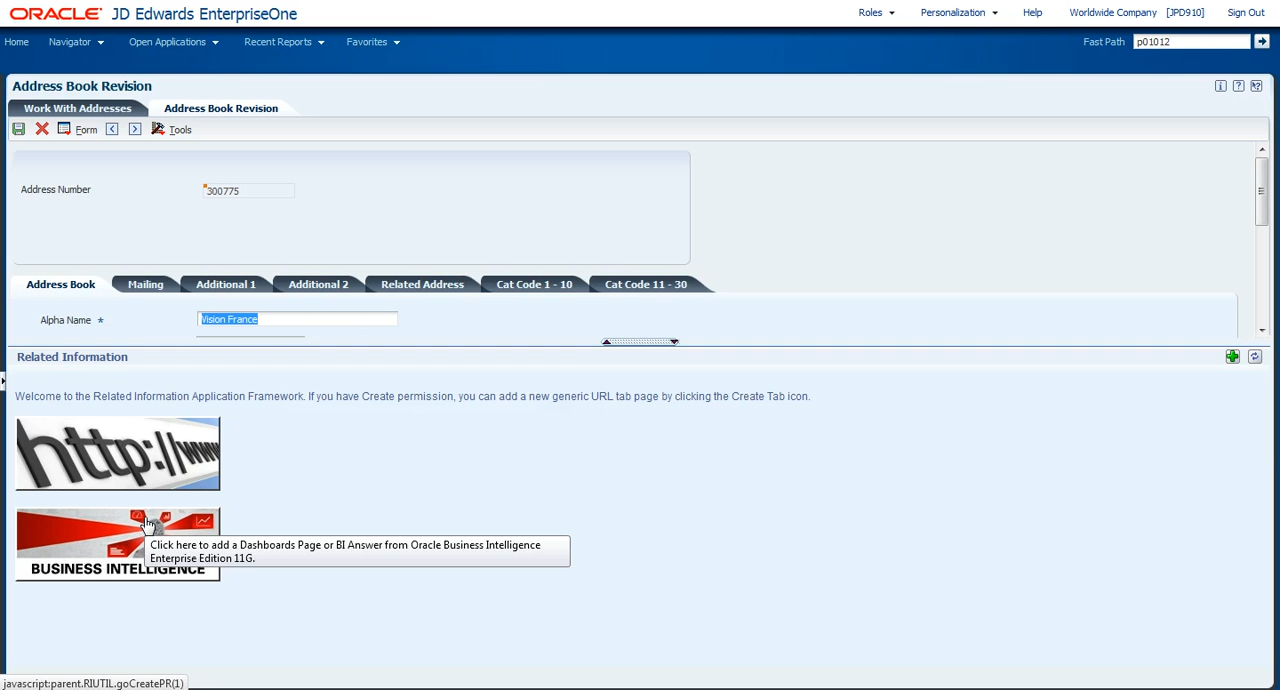 ORACLE JD Edwards EnterpriseOne
Roles Personalization Help Worldwide Company [JPD910] Sign Out
Home Navigator Open Applications Recent Reports Favorites Fast Path p01012
Address Book Revision
Work With Addresses Address Book Revision
Form Tools
Address Number 300775
Address Book Mailing Additional 1 Additional 2 Related Address Cat Code 1 - 10 Cat Code 11 - 30
Alpha Name * Vision France
Related Information
Welcome to the Related Information Application Framework. If you have Create permission, you can add a new generic URL tab page by clicking the Create Tab icon.
http://www
Click here to add a Dashboards Page or BI Answer from Oracle Business Intelligence
Enterprise Edition 11G.
BUSINESS INTELLIGENCE
javascript:parent.RIUTIL.goCreatePR(1)